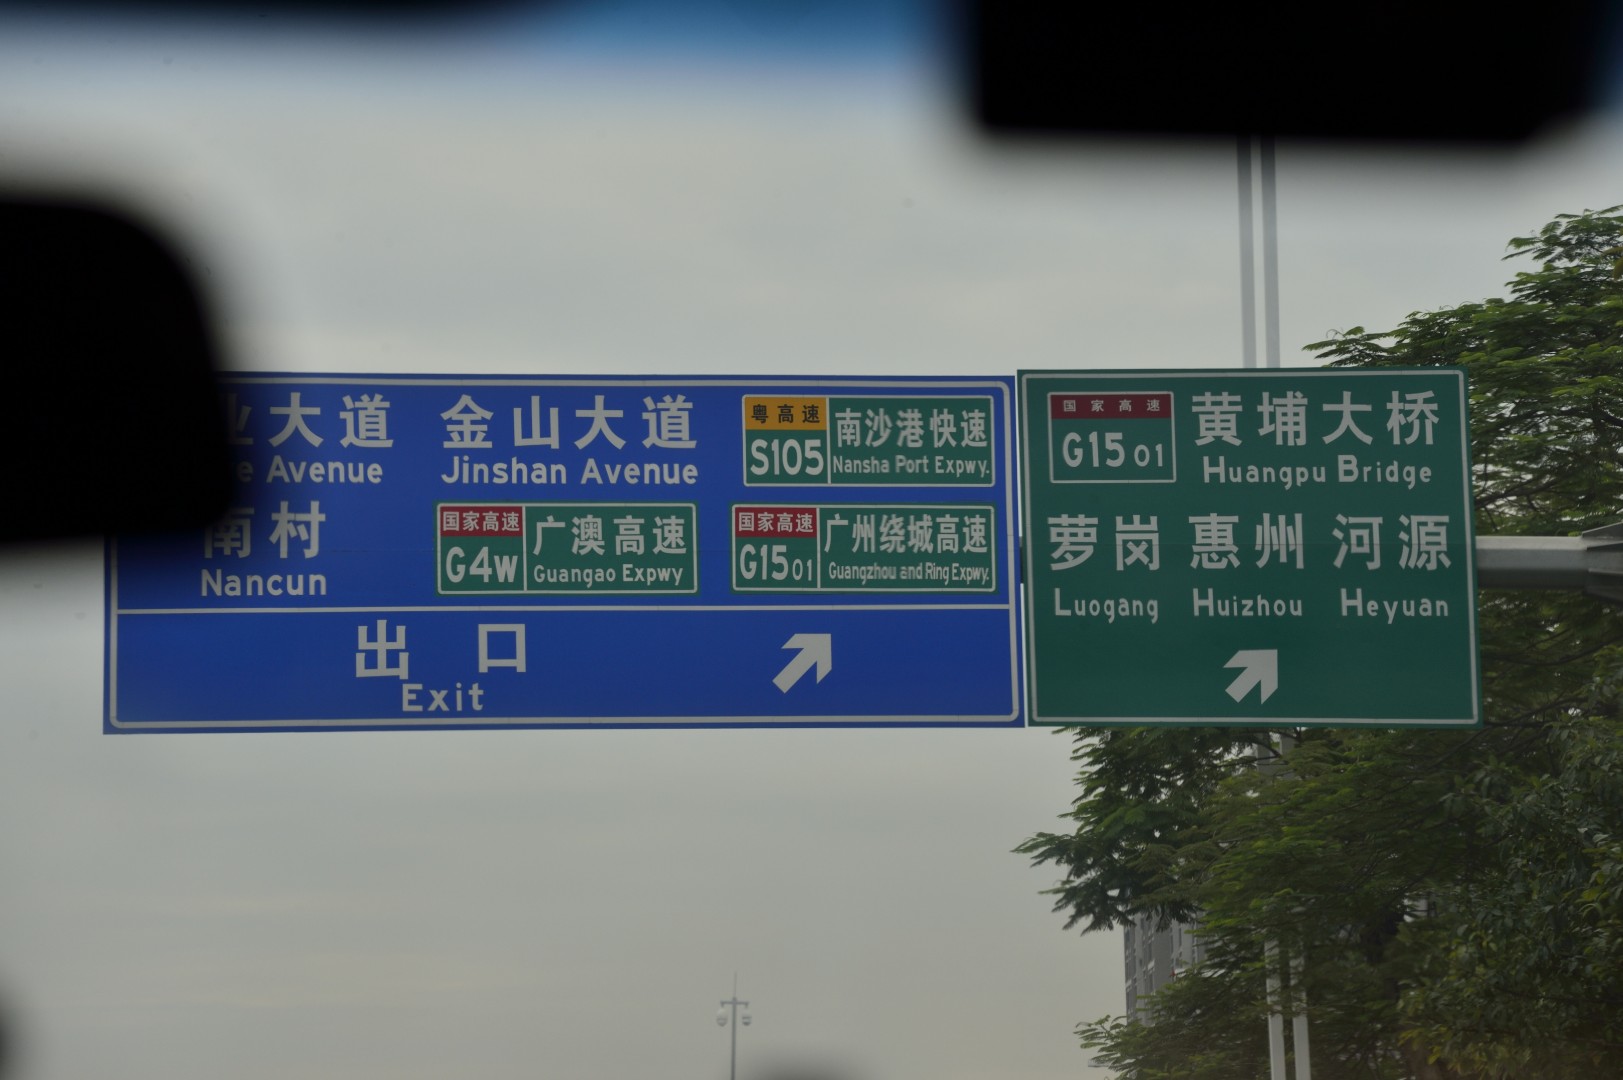 大道 金山大道 粤高速 S105 南沙港快速
Avenue Jinshan Avenue Nansha Port Expwy.
南村 国家高速 G4W 广澳高速 国家高速 G1501 广州绕城高速
Nancun Guangao Expwy Guangzhou and Ring Expwy.
出口
Exit
国家高速 G1501 黄埔大桥
Huangpu Bridge
萝岗 惠州 河源
Luogang Huizhou Heyuan